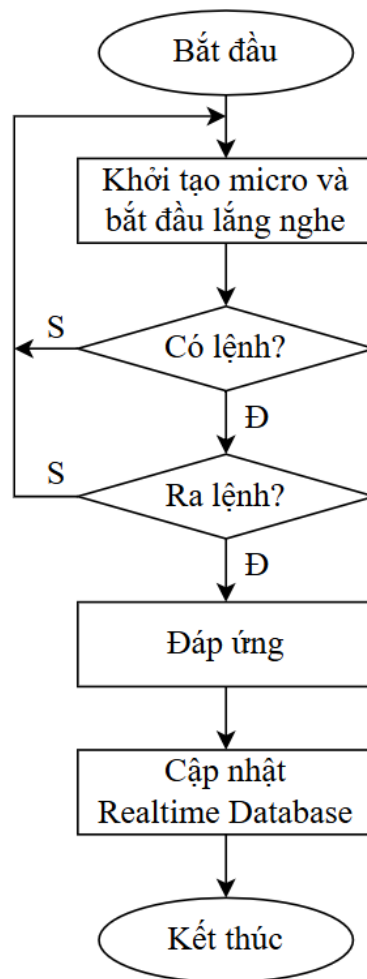 Bắt đầu
Khởi tạo micro và
bắt đầu lắng nghe
S
Có lệnh?
Đ
S
Ra lệnh?
Đ
Đáp ứng
Cập nhật
Realtime Database
Kết thúc